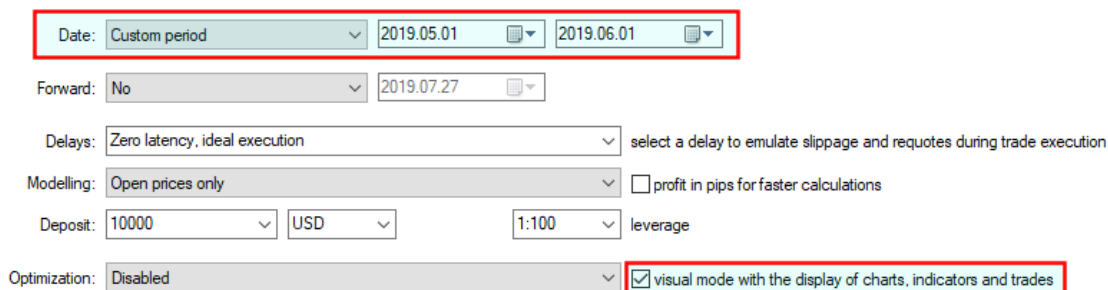 Date: Custom period 2019.05.01 2019.06.01
Forward: No 2019.07.27
Delays: Zero latency, ideal execution select a delay to emulate slippage and requotes during trade execution
Modelling: Open prices only profit in pips for faster calculations
Deposit: 10000 USD 1:100 leverage
Optimization: Disabled visual mode with the display of charts, indicators and trades